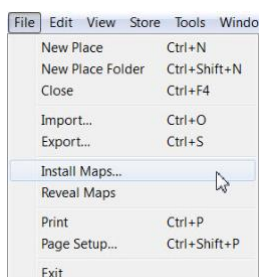 File Edit View Store Tools Windo
New Place Ctrl+N
New Place Folder Ctrl+Shift+N
Close Ctrl+F4
Import... Ctrl+O
Export... Ctrl+S
Install Maps...
Reveal Maps
Print Ctrl+P
Page Setup... Ctrl+Shift+P
Exit